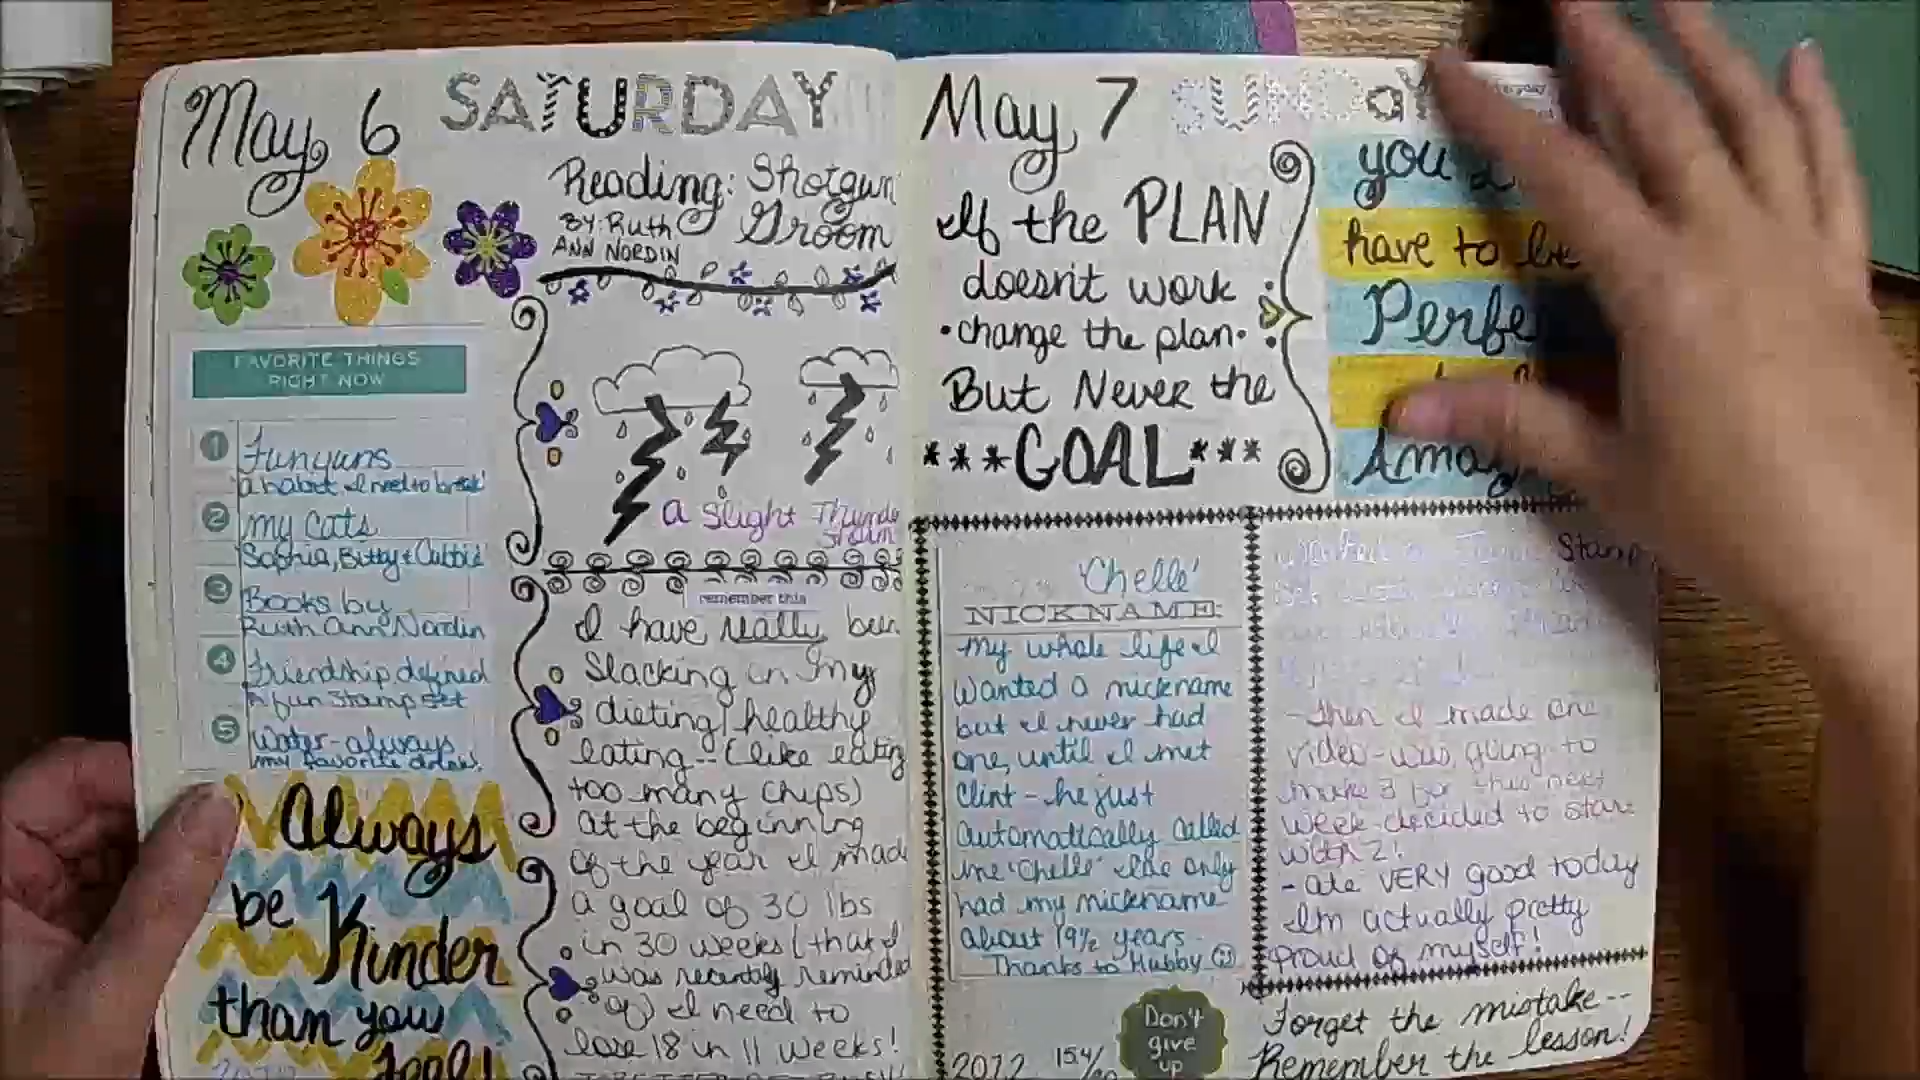 May 6 SATURDAY
Reading: Shotgun
By: Ruth Groom
ANN NORDIN
FAVORITE THINGS
RIGHT NOW
1 Funyuns
a habit I need to break!
2 my cats
Sophia, Bitty &
3 Books by
Ruth Ann Nordin
4 Friendship defined
fun stamp set
5 Water-always
my favorite drink!
Always
be Kinder
than you
feel!
a slight
remember this
I have really
Slacking in my
dieting/healthy
eating--(like eating
too many chips)
at the beginning
of the year I made
a goal of 30 lbs
in 30 weeks (that I
was recently reminded
of) I need to
lose 18 in 11 weeks!
May 7 SUNDAY
If the PLAN
doesn't work
•change the plan•
But Never the
***GOAL***
you
have to be
'Chelle'
NICKNAME:
my whole life I
wanted a nickname
but I never had
one, until I met
Clint - he just
automatically called
me 'Chelle' I've only
had my nickname
about 19½ years
Thanks to Hubby
- then I made one
video - was going to
make 3 for this next
week - decided to start
with 2!
- ate VERY good today
I'm actually pretty
proud of myself!
Don't
give
up
Forget the mistake--
Remember the lesson!